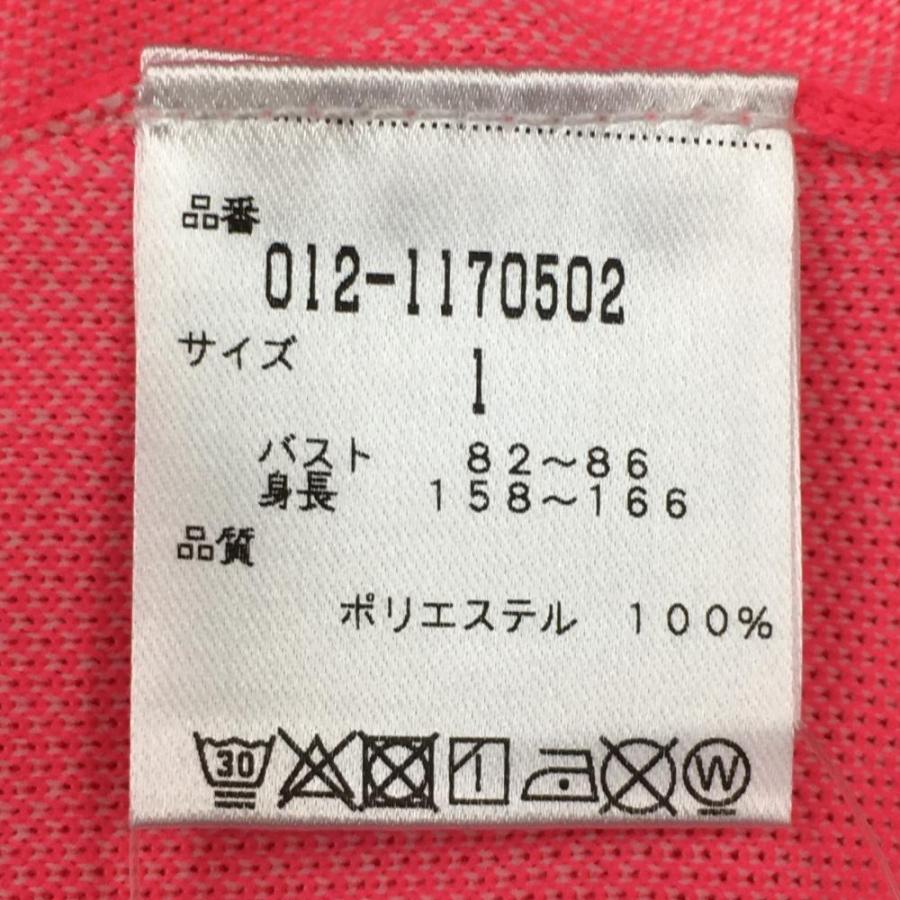 品番
012-1170502
サイズ
1
バスト 82～86
身長 158～166
品質
ポリエステル 100%
30 W